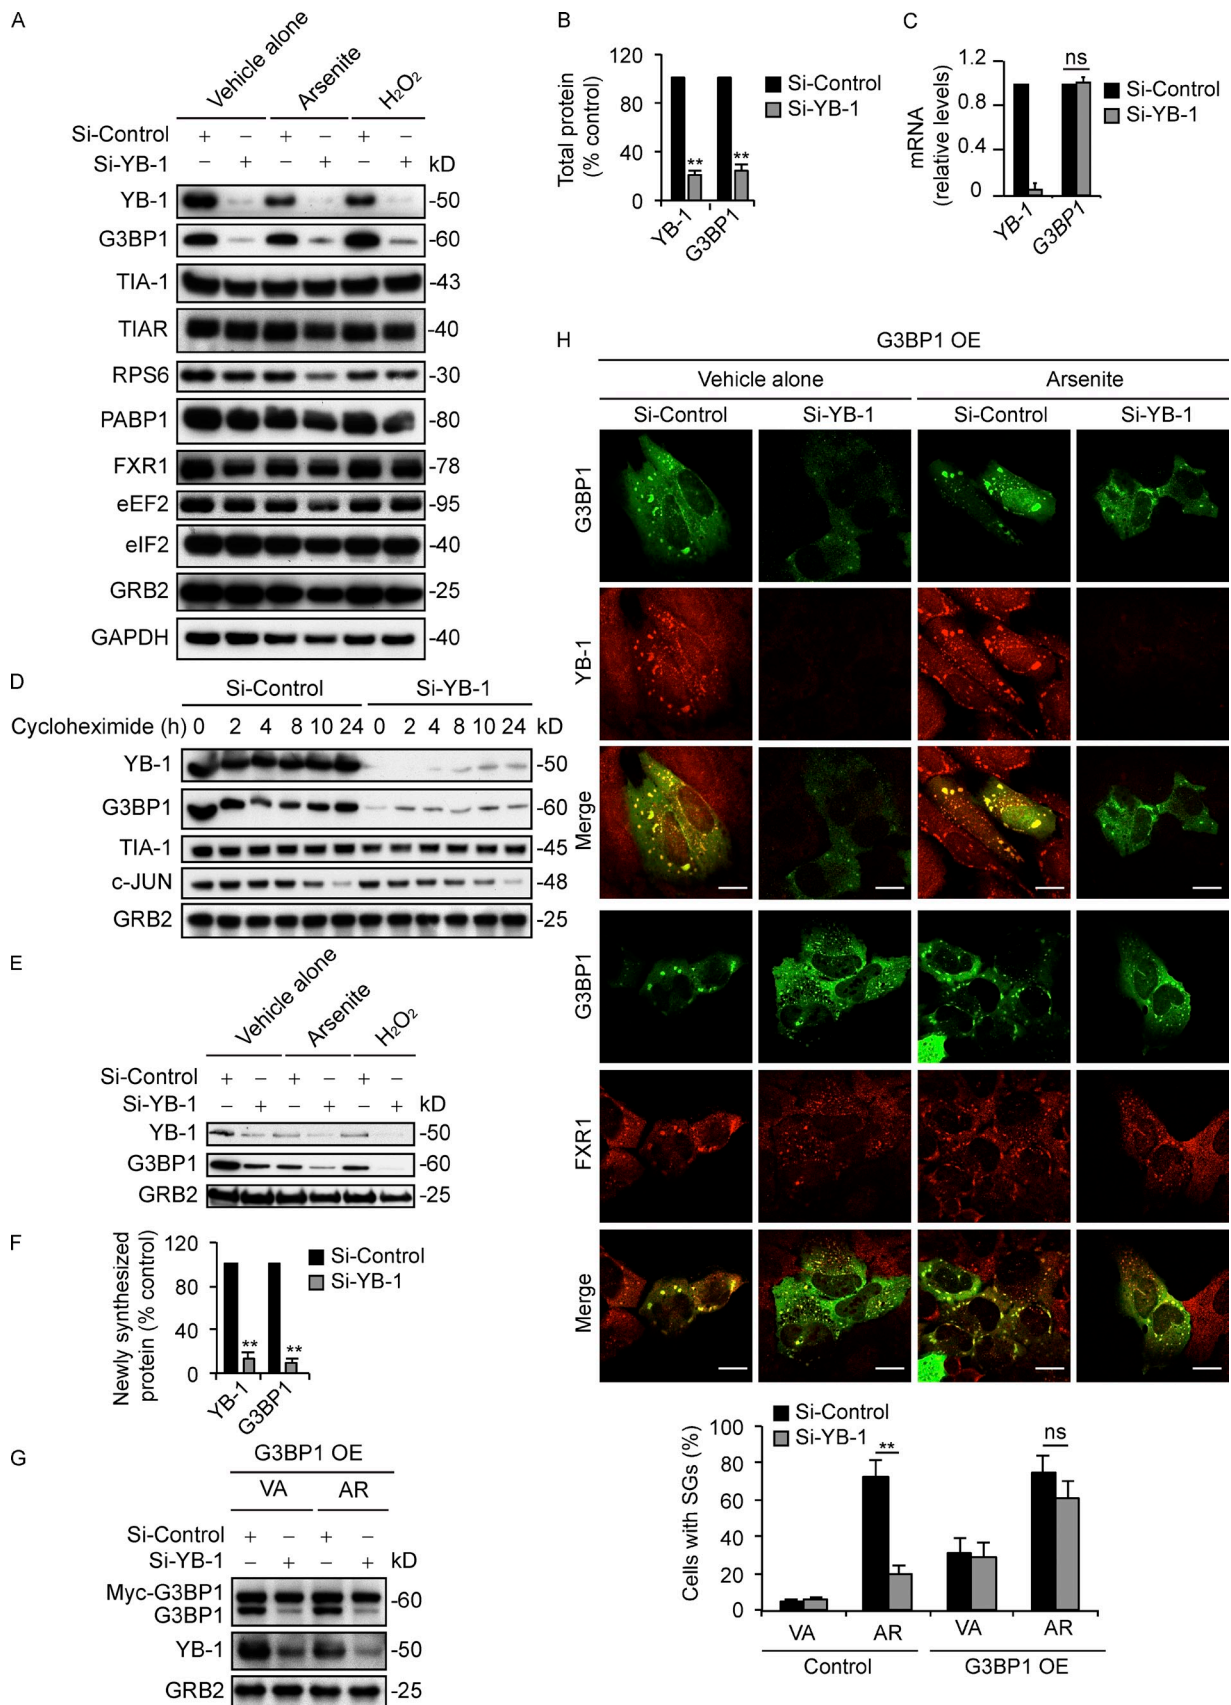 A
Vehicle alone
Arsenite
H₂O₂
Si-Control + – + – + –
Si-YB-1 – + – + – + kD
YB-1 -50
G3BP1 -60
TIA-1 -43
TIAR -40
RPS6 -30
PABP1 -80
FXR1 -78
eEF2 -95
eIF2 -40
GRB2 -25
GAPDH -40
B
Total protein
(% control)
120
80
40
0
Si-Control
Si-YB-1
** **
YB-1 G3BP1
C
mRNA
(relative levels)
1.2
0.8
0.4
0
ns
Si-Control
Si-YB-1
YB-1 G3BP1
D
Si-Control Si-YB-1
Cycloheximide (h) 0 2 4 8 10 24 0 2 4 8 10 24 kD
YB-1 -50
G3BP1 -60
TIA-1 -45
c-JUN -48
GRB2 -25
E
Vehicle alone
Arsenite
H₂O₂
Si-Control + – + – + –
Si-YB-1 – + – + – + kD
YB-1 -50
G3BP1 -60
GRB2 -25
F
Newly synthesized
protein (% control)
120
80
40
0
Si-Control
Si-YB-1
** **
YB-1 G3BP1
G
G3BP1 OE
VA AR
Si-Control + – + –
Si-YB-1 – + – + kD
Myc-G3BP1 -60
G3BP1
YB-1 -50
GRB2 -25
H
G3BP1 OE
Vehicle alone Arsenite
Si-Control Si-YB-1 Si-Control Si-YB-1
G3BP1
YB-1
Merge
G3BP1
FXR1
Merge
Si-Control
Si-YB-1
Cells with SGs (%)
100
80
60
40
20
0
** ns
VA AR VA AR
Control G3BP1 OE